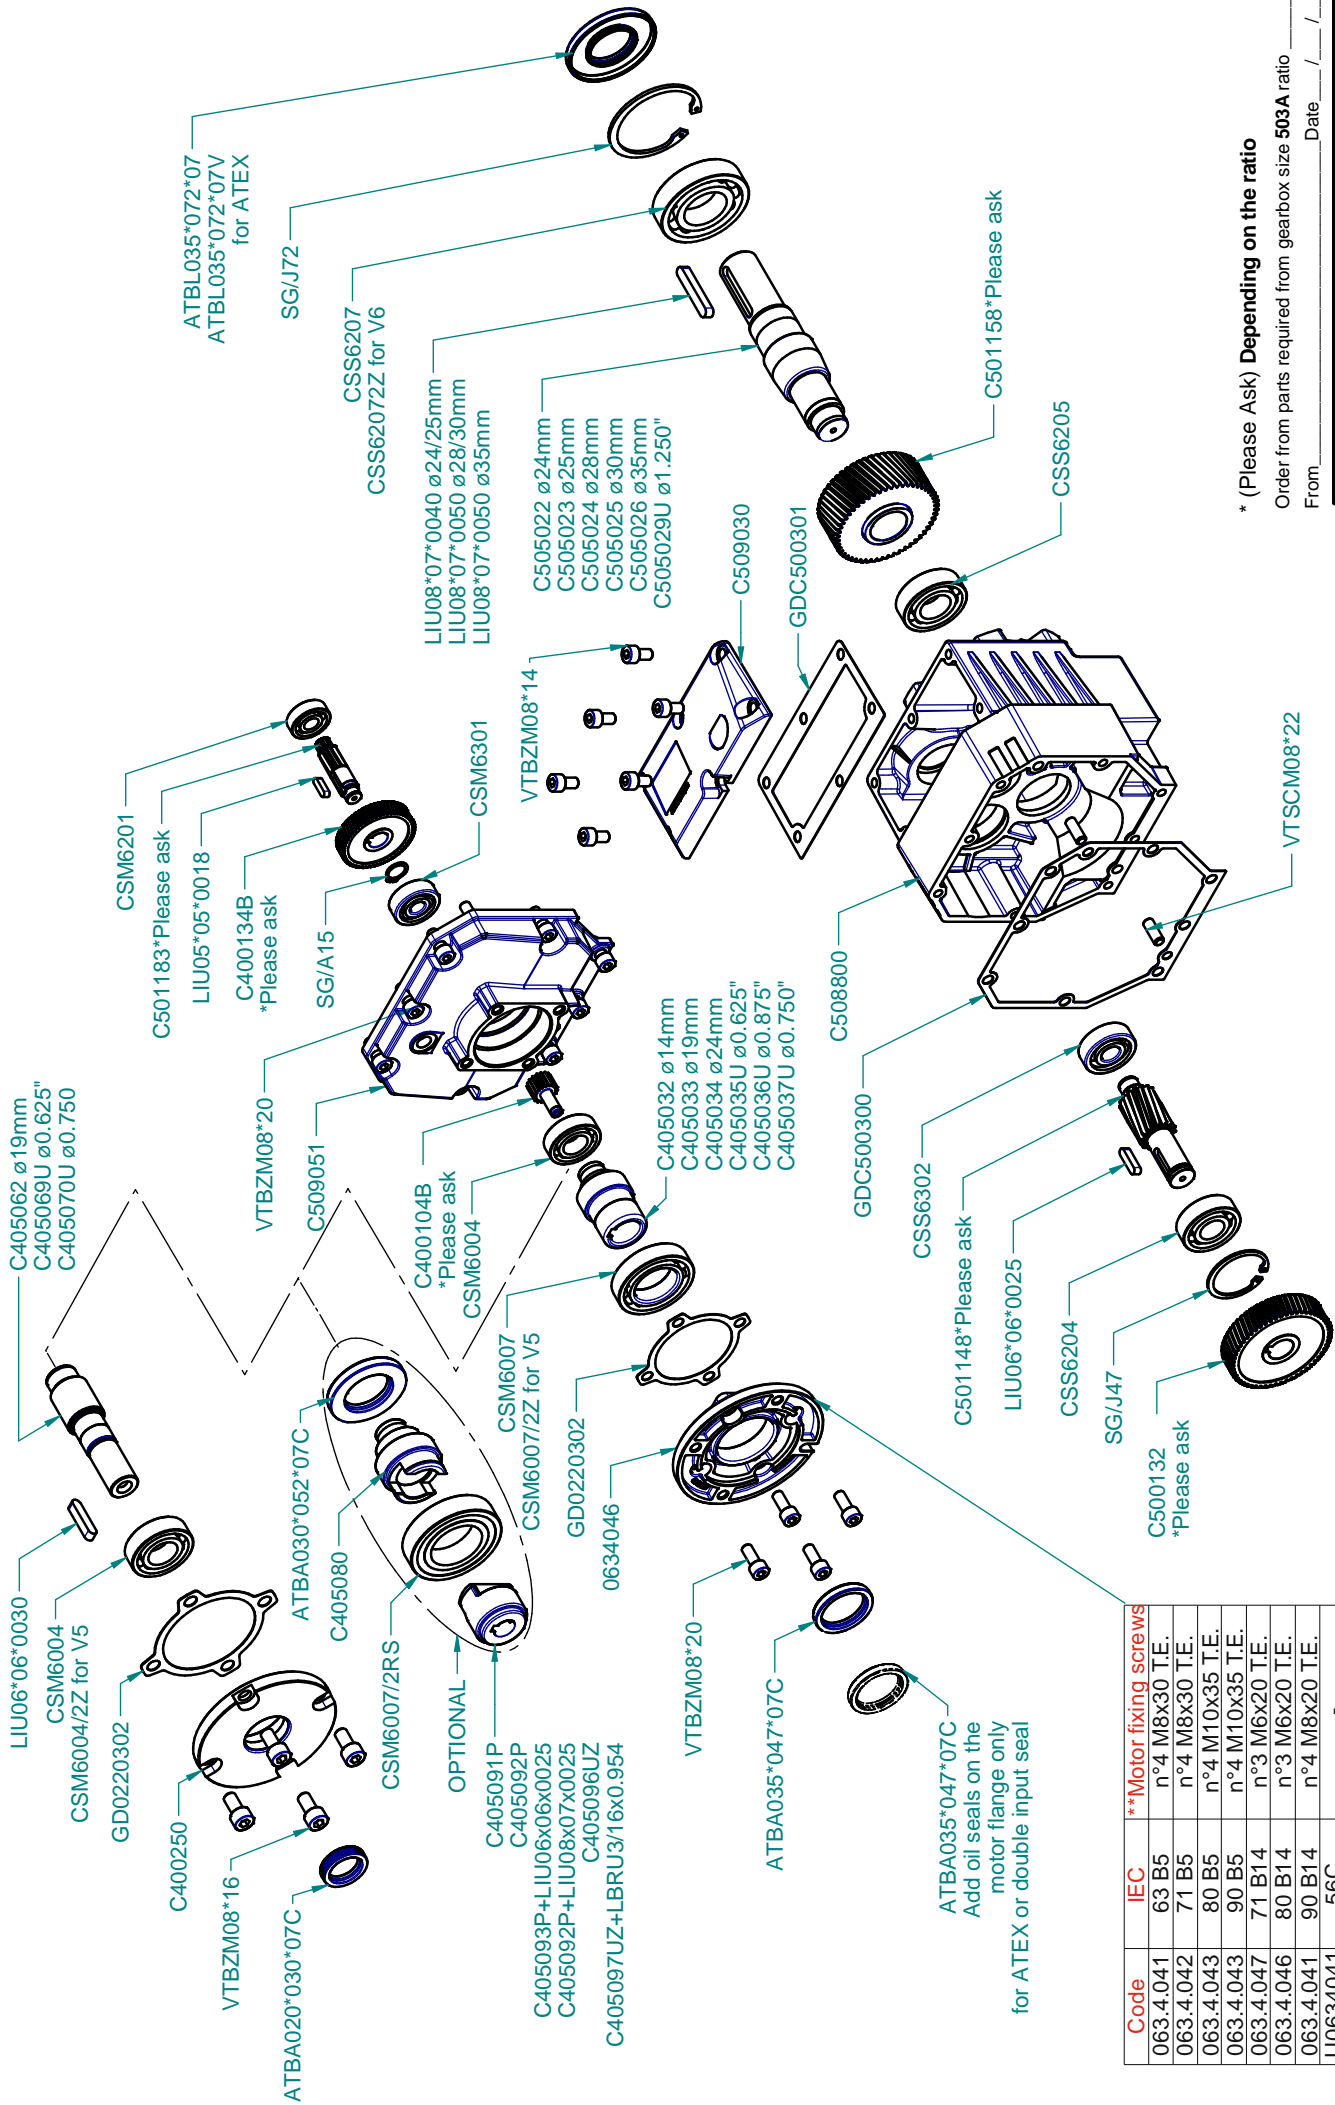 ATBL035*072*07
ATBL035*072*07V
for ATEX
SG/J72
CSS6207
CSS62072Z for V6
LIU08*07*0040 ø24/25mm
LIU08*07*0050 ø28/30mm
LIU08*07*0050 ø35mm
C505022 ø24mm
C505023 ø25mm
C505024 ø28mm
C505025 ø30mm
C505026 ø35mm
C505029U ø1.250"
C501158*Please ask
CSS6205
VTBZM08*14
C509030
GDC500301
CSM6201
C501183*Please ask
LIU05*05*0018
C400134B
*Please ask
SG/A15
CSM6301
VTBZM08*20
C509051
C400104B
*Please ask
CSM6004
C405032 ø14mm
C405033 ø19mm
C405034 ø24mm
C405035U ø0.625"
C405036U ø0.875"
C405037U ø0.750"
CSM6007
CSM6007/2Z for V5
GD0220302
0634046
VTBZM08*20
ATBA035*047*07C
ATBA035*047*07C
Add oil seals on the
motor flange only
for ATEX or double input seal
C405062 ø19mm
C405069U ø0.625"
C405070U ø0.750
LIU06*06*0030
CSM6004
CSM6004/2Z for V5
GD0220302
C400250
VTBZM08*16
ATBA020*030*07C
ATBA030*052*07C
C405080
CSM6007/2RS
OPTIONAL
C405091P
C405092P
C405093P+LIU06x06x0025
C405092P+LIU08x07x0025
C405096UZ
C405097UZ+LBRU3/16x0.954
C508800
VTSCM08*22
GDC500300
CSS6302
C501148*Please ask
LIU06*06*0025
CSS6204
SG/J47
C500132
*Please ask
Code IEC **Motor fixing screws
063.4.041 63 B5 n°4 M8x30 T.E.
063.4.042 71 B5 n°4 M8x30 T.E.
063.4.043 80 B5 n°4 M10x35 T.E.
063.4.043 90 B5 n°4 M10x35 T.E.
063.4.047 71 B14 n°3 M6x20 T.E.
063.4.046 80 B14 n°3 M6x20 T.E.
063.4.041 90 B14 n°4 M8x20 T.E.
U0634041 56C -
* (Please Ask) Depending on the ratio
Order from parts required from gearbox size 503A ratio ____
From____________________ Date ___/___/__